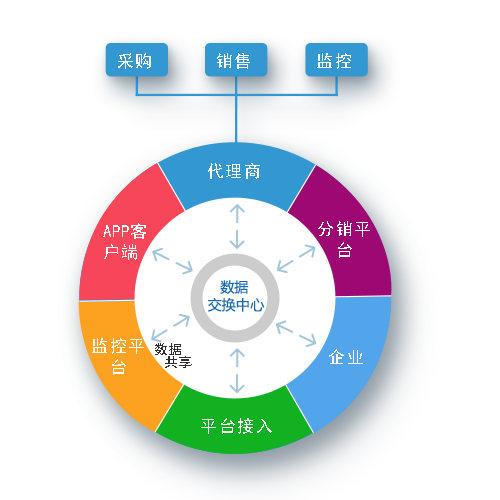 采购
销售
监控
代理商
APP客
户端
分销平
台
数据
交换中心
监控平
台
数据
共享
企业
平台接入